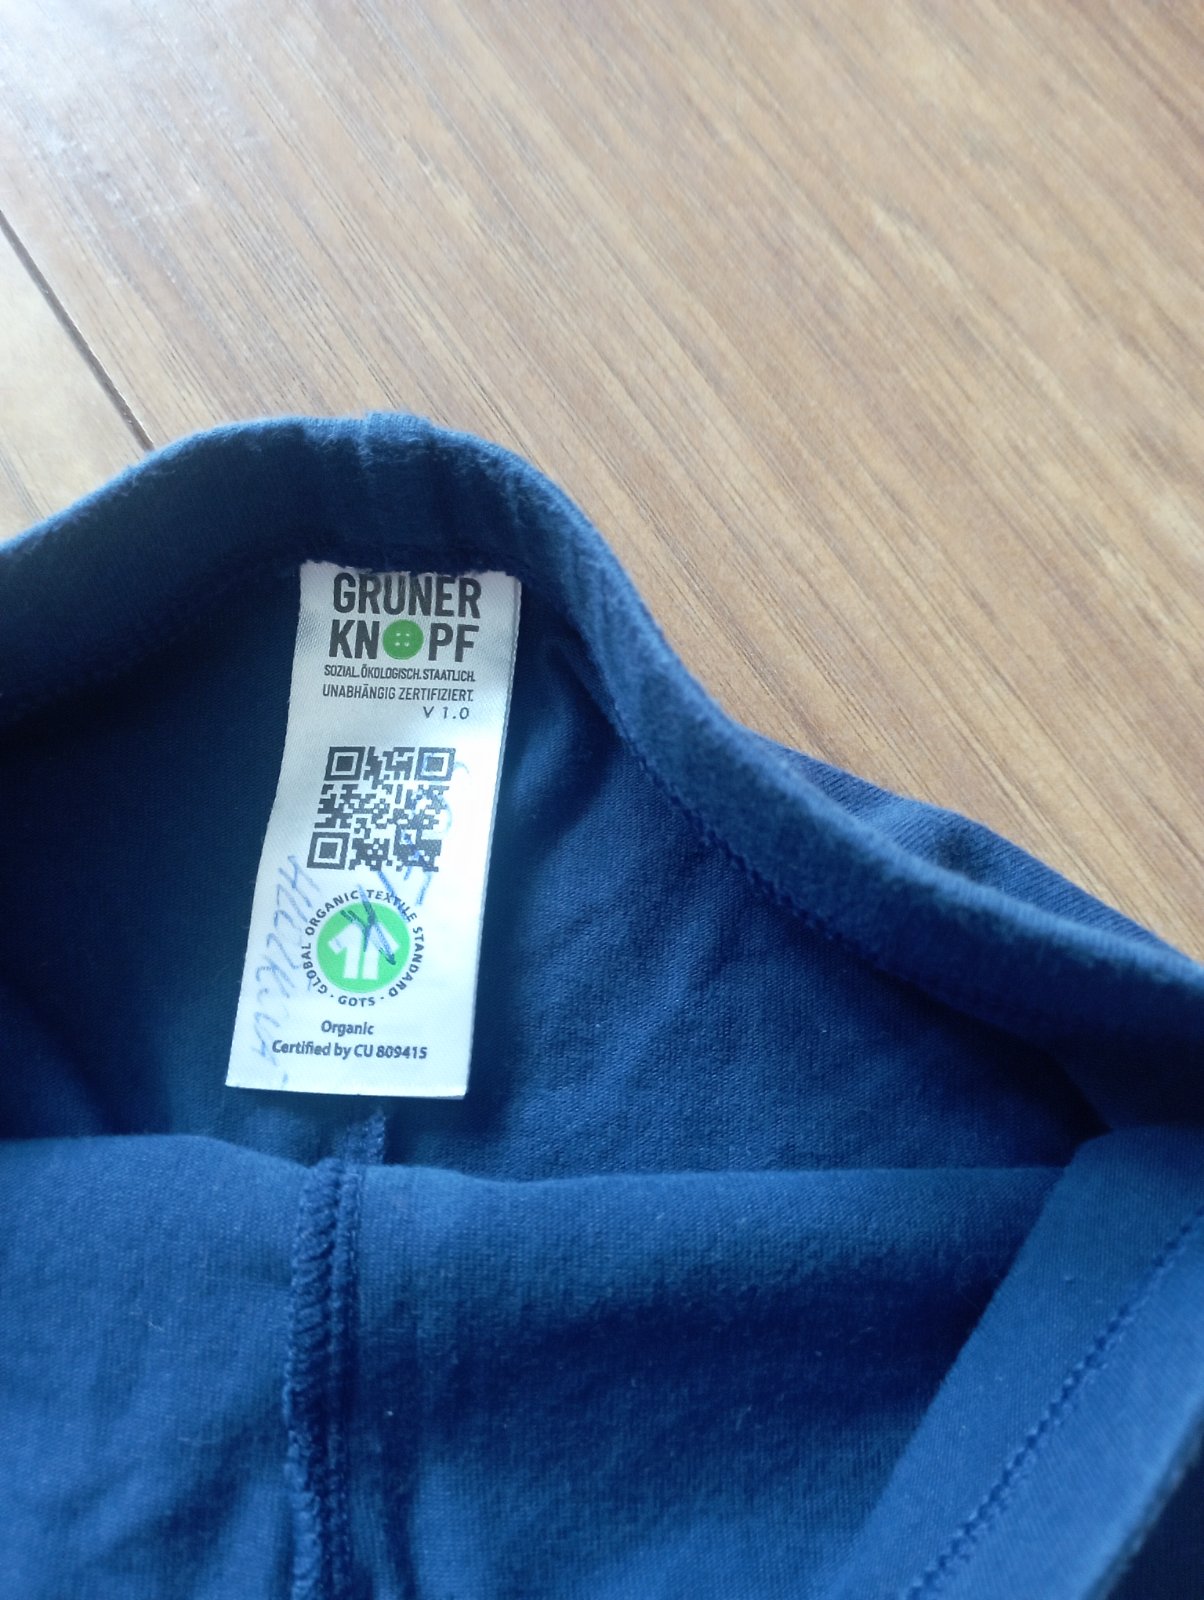 GRÜNER
KNOPF
SOZIAL. ÖKOLOGISCH. STAATLICH.
UNABHÄNGIG ZERTIFIZIERT.
V 1.0
GLOBAL ORGANIC TEXTILE STANDARD · GOTS ·
Organic
Certified by CU 809415